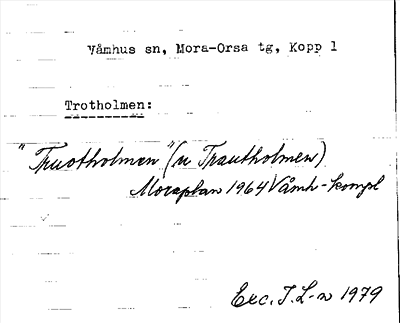 Våmhus sn, Mora-Orsa tg, Kopp 1
Trotholmen:
"Truotholmen" (u Trautholmen)
Moraplan 1964 Våmh-kompl
Exc. J. L-n 1979